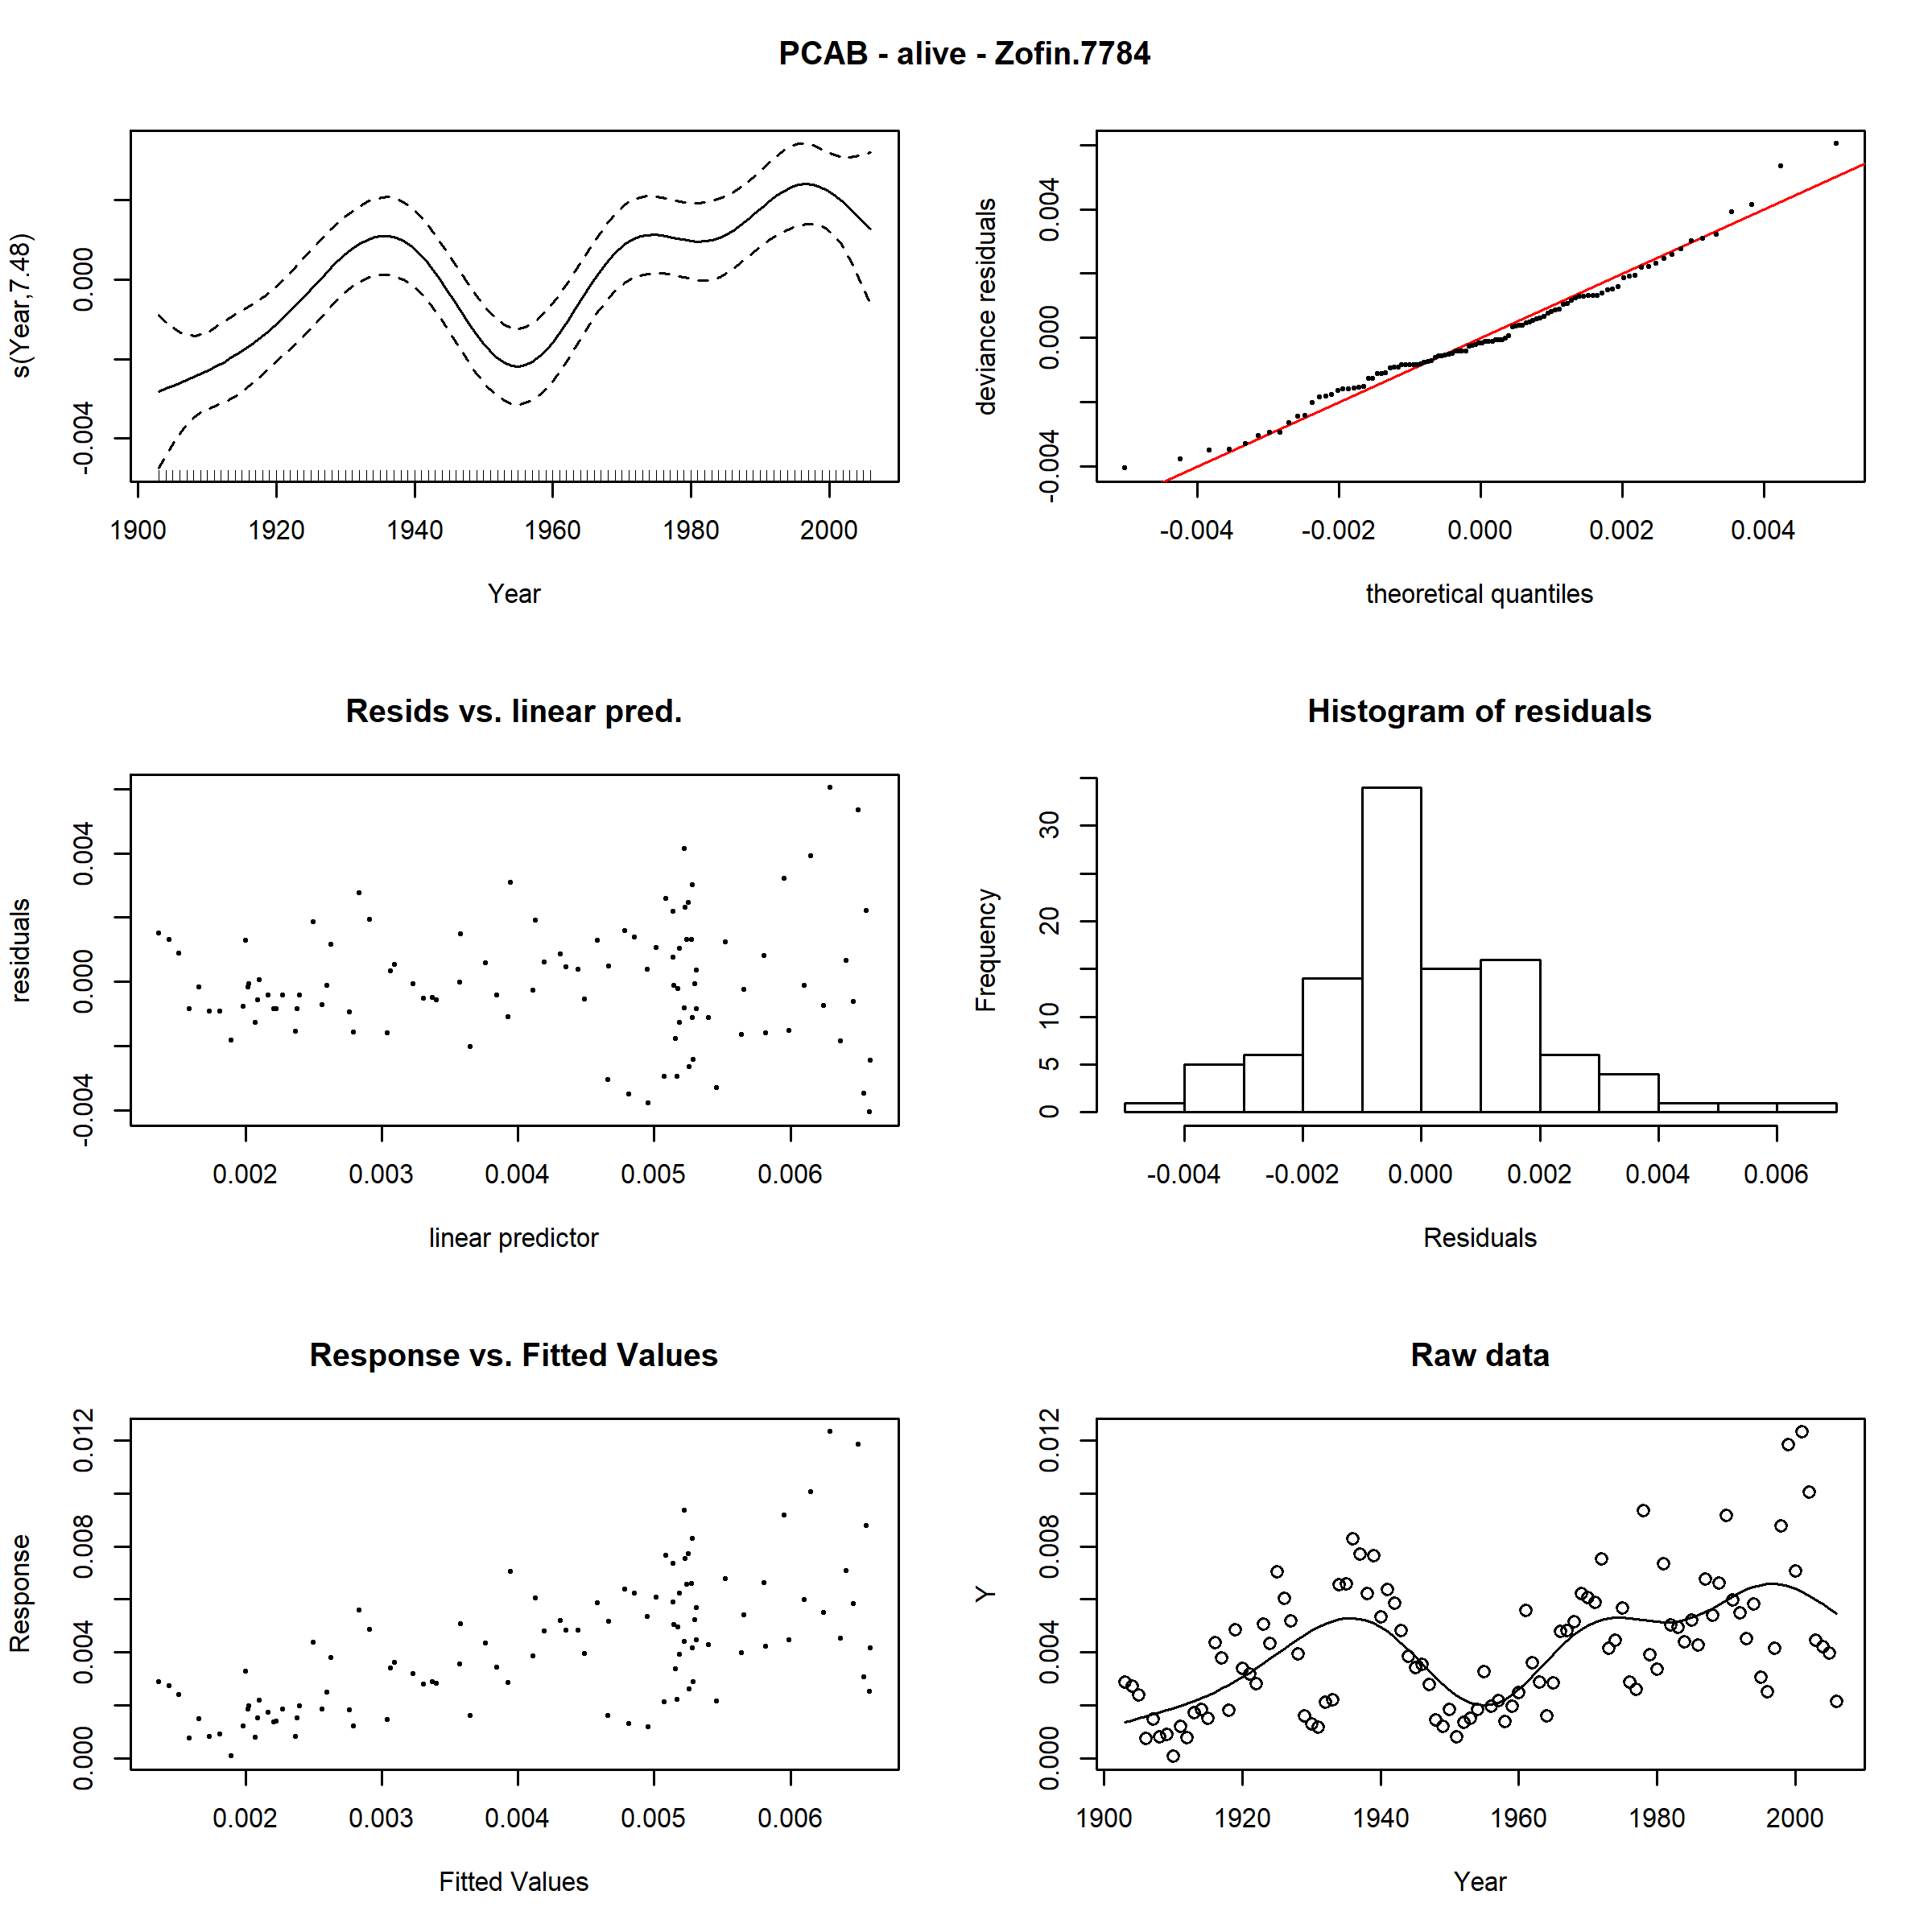 PCAB - alive - Zofin.7784
s(Year,7.48)
-0.004 0.000
1900 1920 1940 1960 1980 2000
Year
deviance residuals
-0.004 0.000 0.004
-0.004 -0.002 0.000 0.002 0.004
theoretical quantiles
Resids vs. linear pred.
residuals
-0.004 0.000 0.004
0.002 0.003 0.004 0.005 0.006
linear predictor
Histogram of residuals
Frequency
0 5 10 20 30
-0.004 -0.002 0.000 0.002 0.004 0.006
Residuals
Response vs. Fitted Values
Response
0.000 0.004 0.008 0.012
0.002 0.003 0.004 0.005 0.006
Fitted Values
Raw data
Y
0.000 0.004 0.008 0.012
1900 1920 1940 1960 1980 2000
Year